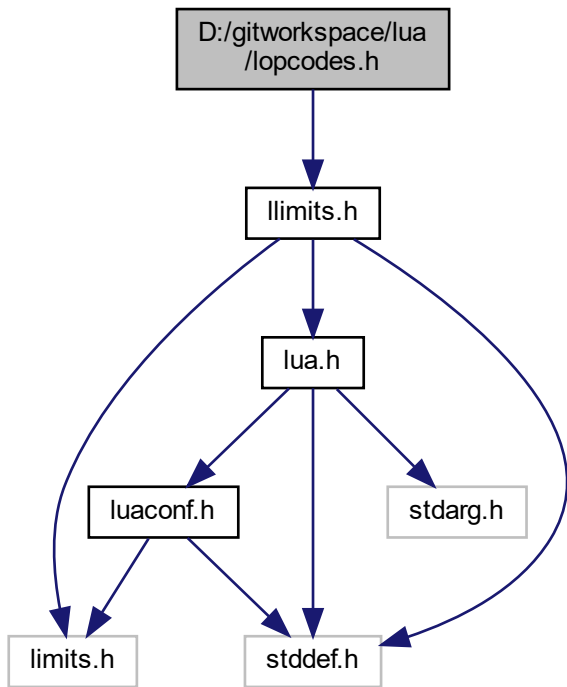 D:/gitworkspace/lua
/lopcodes.h
llimits.h
lua.h
luaconf.h
stdarg.h
limits.h
stddef.h